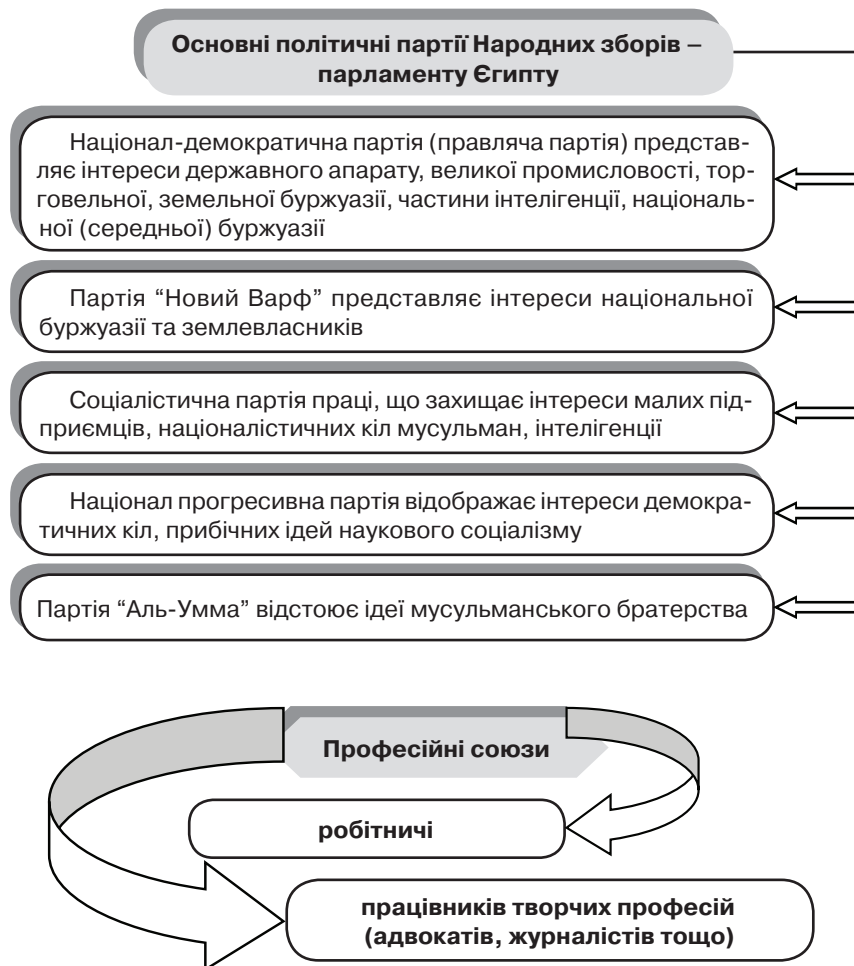 Основні політичні партії Народних зборів –
парламенту Єгипту
Націонал-демократична партія (правляча партія) представ-
ляє інтереси державного апарату, великої промисловості, тор-
говельної, земельної буржуазії, частини інтелігенції, національ-
ної (середньої) буржуазії
Партія “Новий Варф” представляє інтереси національної
буржуазії та землевласників
Соціалістична партія праці, що захищає інтереси малих під-
приємців, націоналістичних кіл мусульман, інтелігенції
Націонал прогресивна партія відображає інтереси демокра-
тичних кіл, прибічних ідей наукового соціалізму
Партія “Аль-Умма” відстоює ідеї мусульманського братерства
Професійні союзи
робітничі
працівників творчих професій
(адвокатів, журналістів тощо)